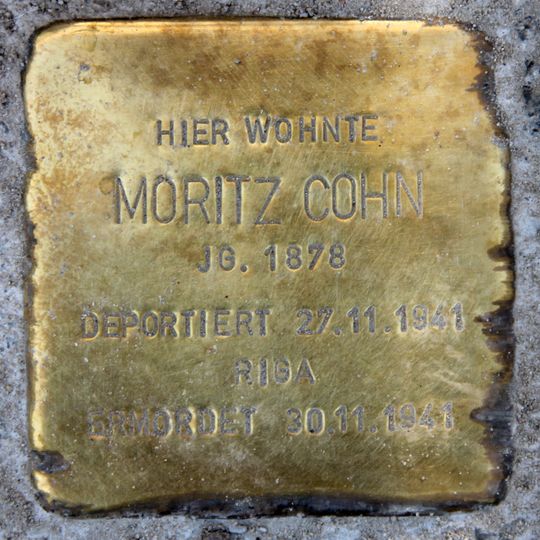 HIER WOHNTE
MORITZ COHN
JG. 1878
DEPORTIERT 27.11.1941
RIGA
ERMORDET 30.11.1941